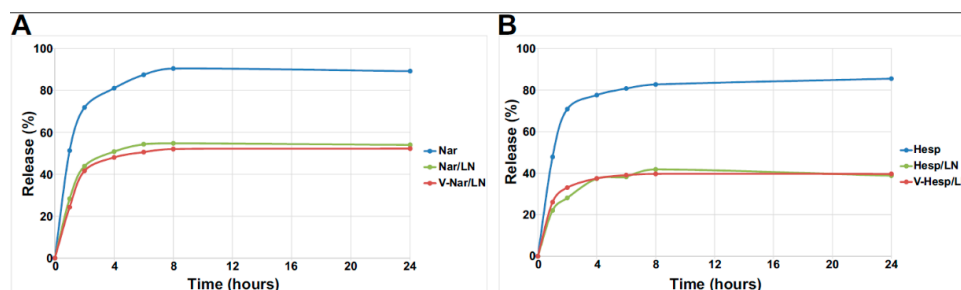 A
100
80
60
40
20
0
Release (%)
0 4 8 12 16 20 24
Time (hours)
Nar
Nar/LN
V-Nar/LN
B
100
80
60
40
20
0
Release (%)
0 4 8 12 16 20 24
Time (hours)
Hesp
Hesp/LN
V-Hesp/L